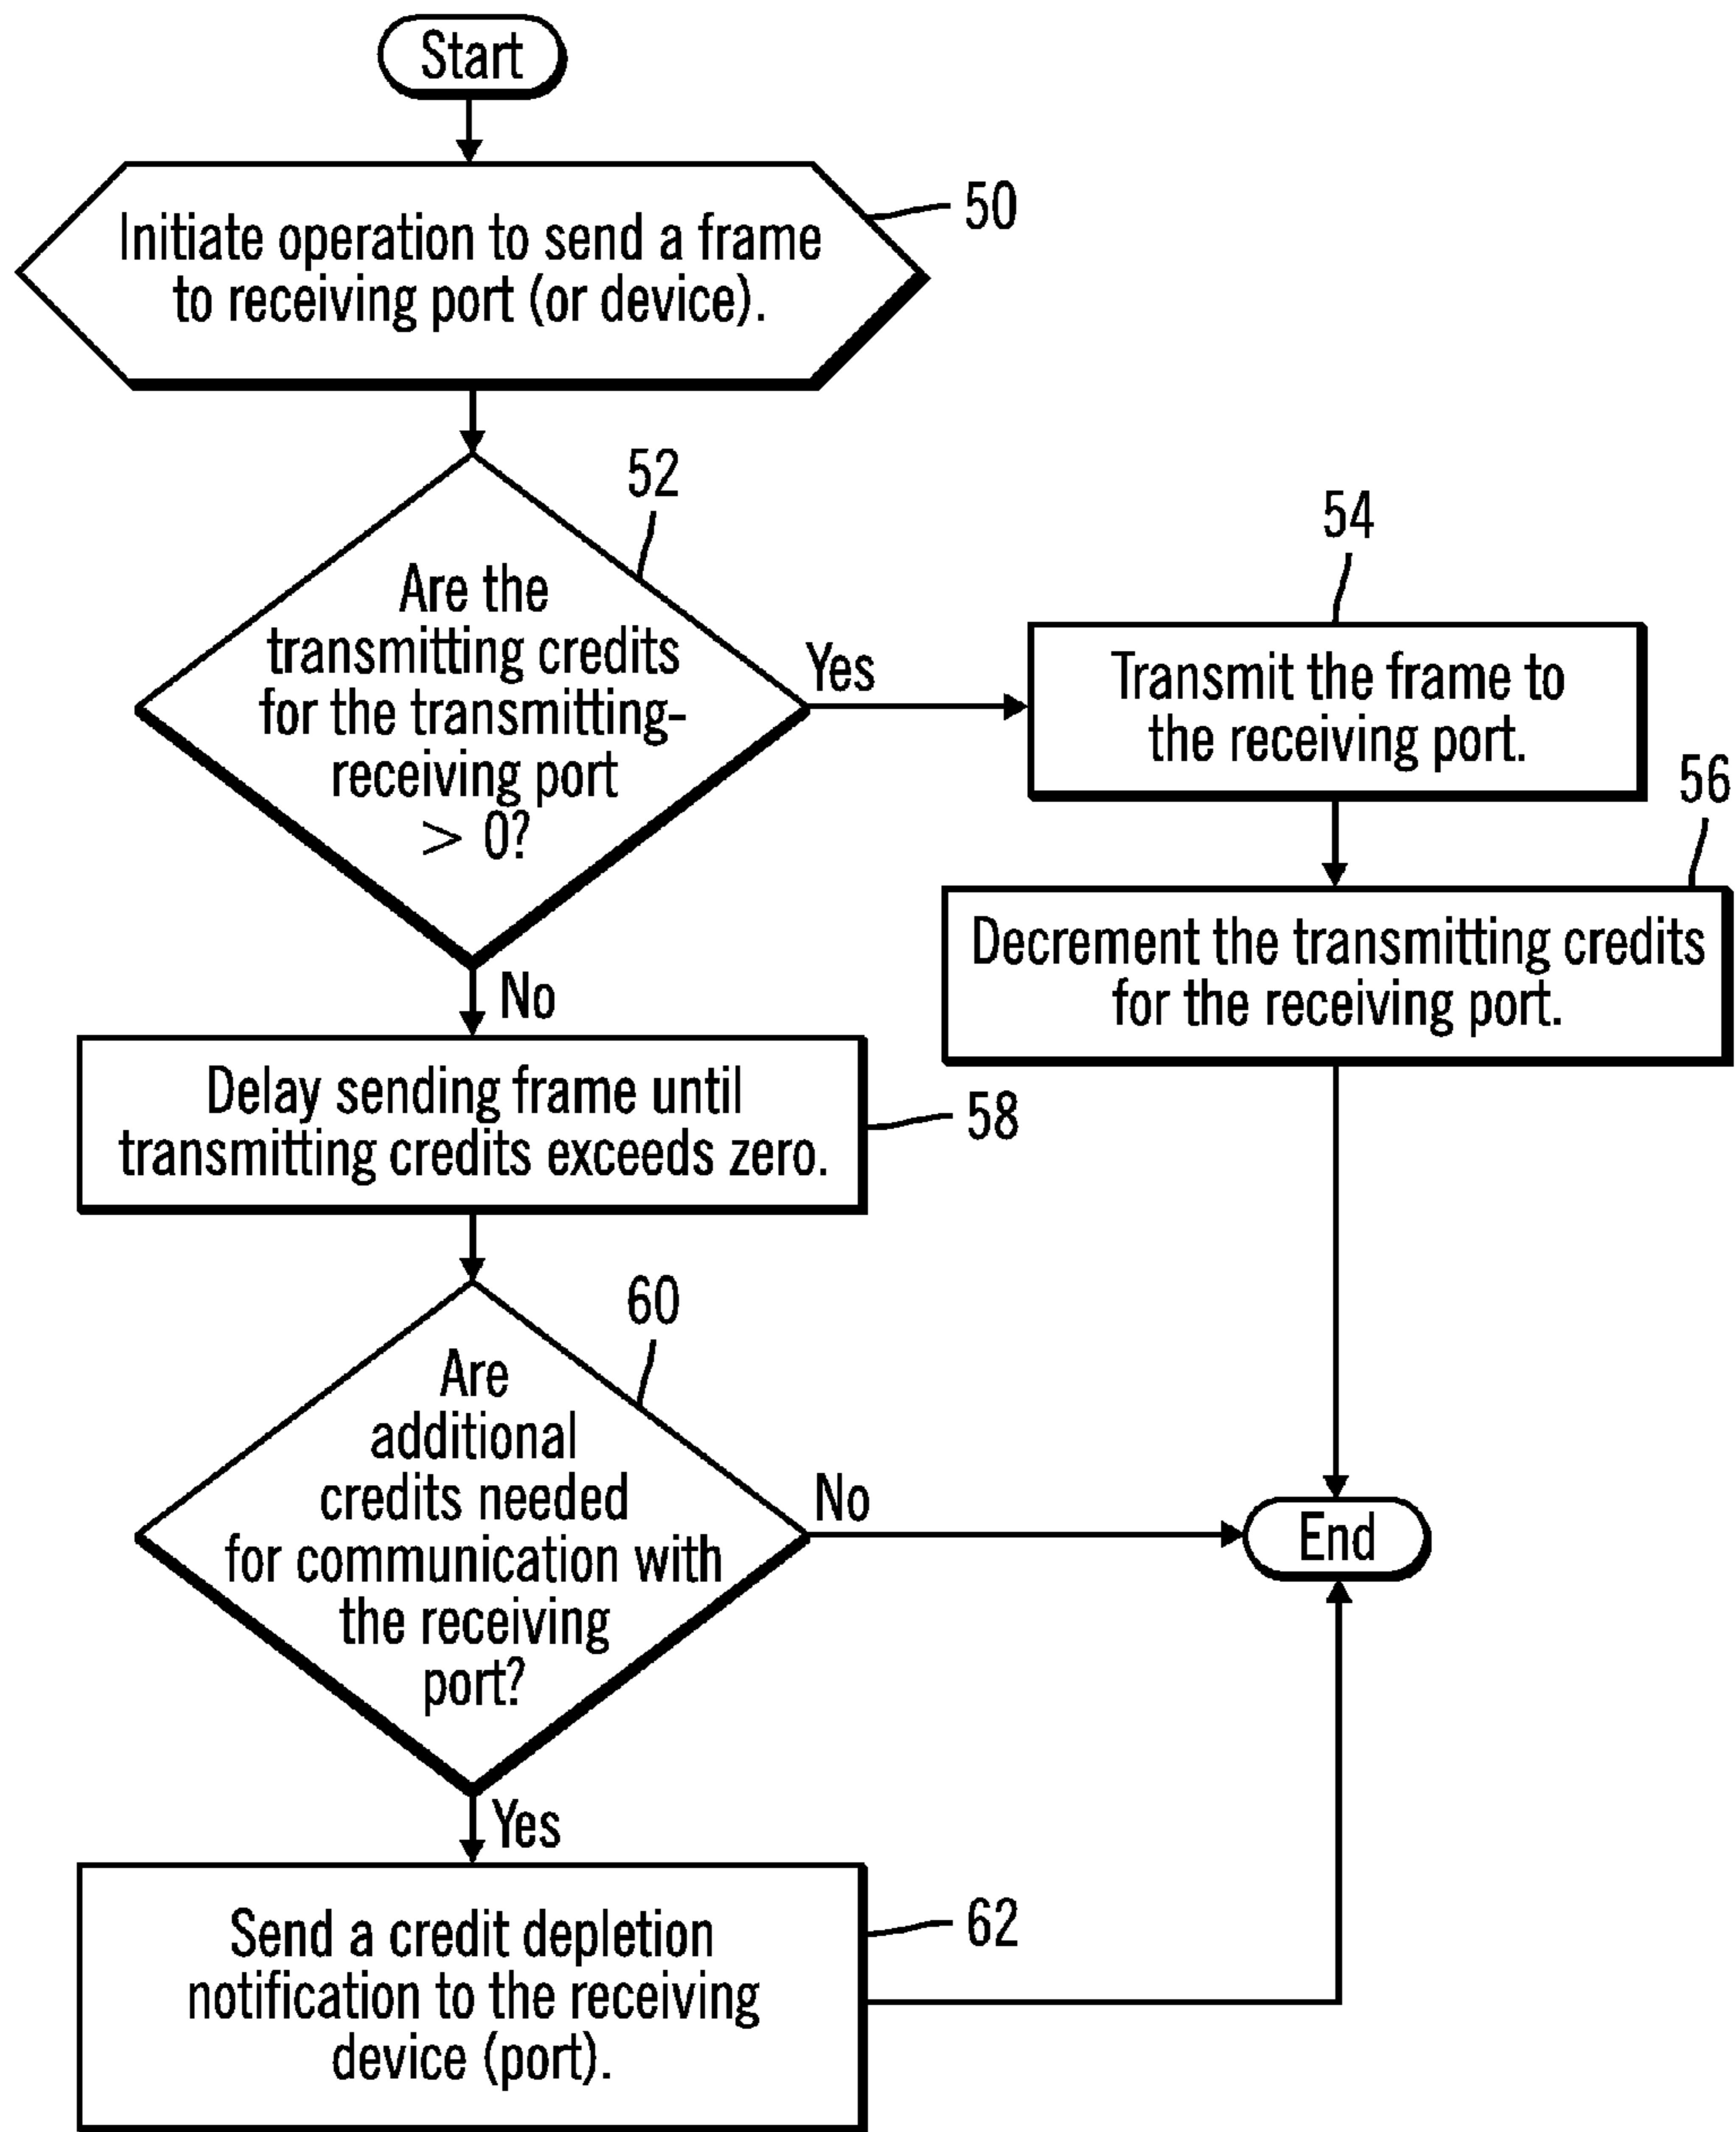 Start
Initiate operation to send a frame
to receiving port (or device).
50
52
Are the
transmitting credits
for the transmitting-
receiving port
> 0?
Yes
54
Transmit the frame to
the receiving port.
56
Decrement the transmitting credits
for the receiving port.
No
Delay sending frame until
transmitting credits exceeds zero.
58
60
Are
additional
credits needed
for communication with
the receiving
port?
No
End
Yes
Send a credit depletion
notification to the receiving
device (port).
62